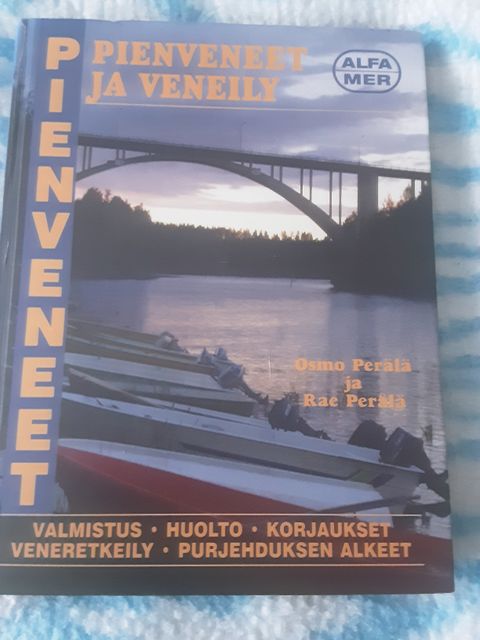 PIENVENEET
PIENVENEET
JA VENEILY
ALFA
MER
Osmo Perälä
ja
Rae Perälä
VALMISTUS • HUOLTO • KORJAUKSET
VENERETKEILY • PURJEHDUKSEN ALKEET